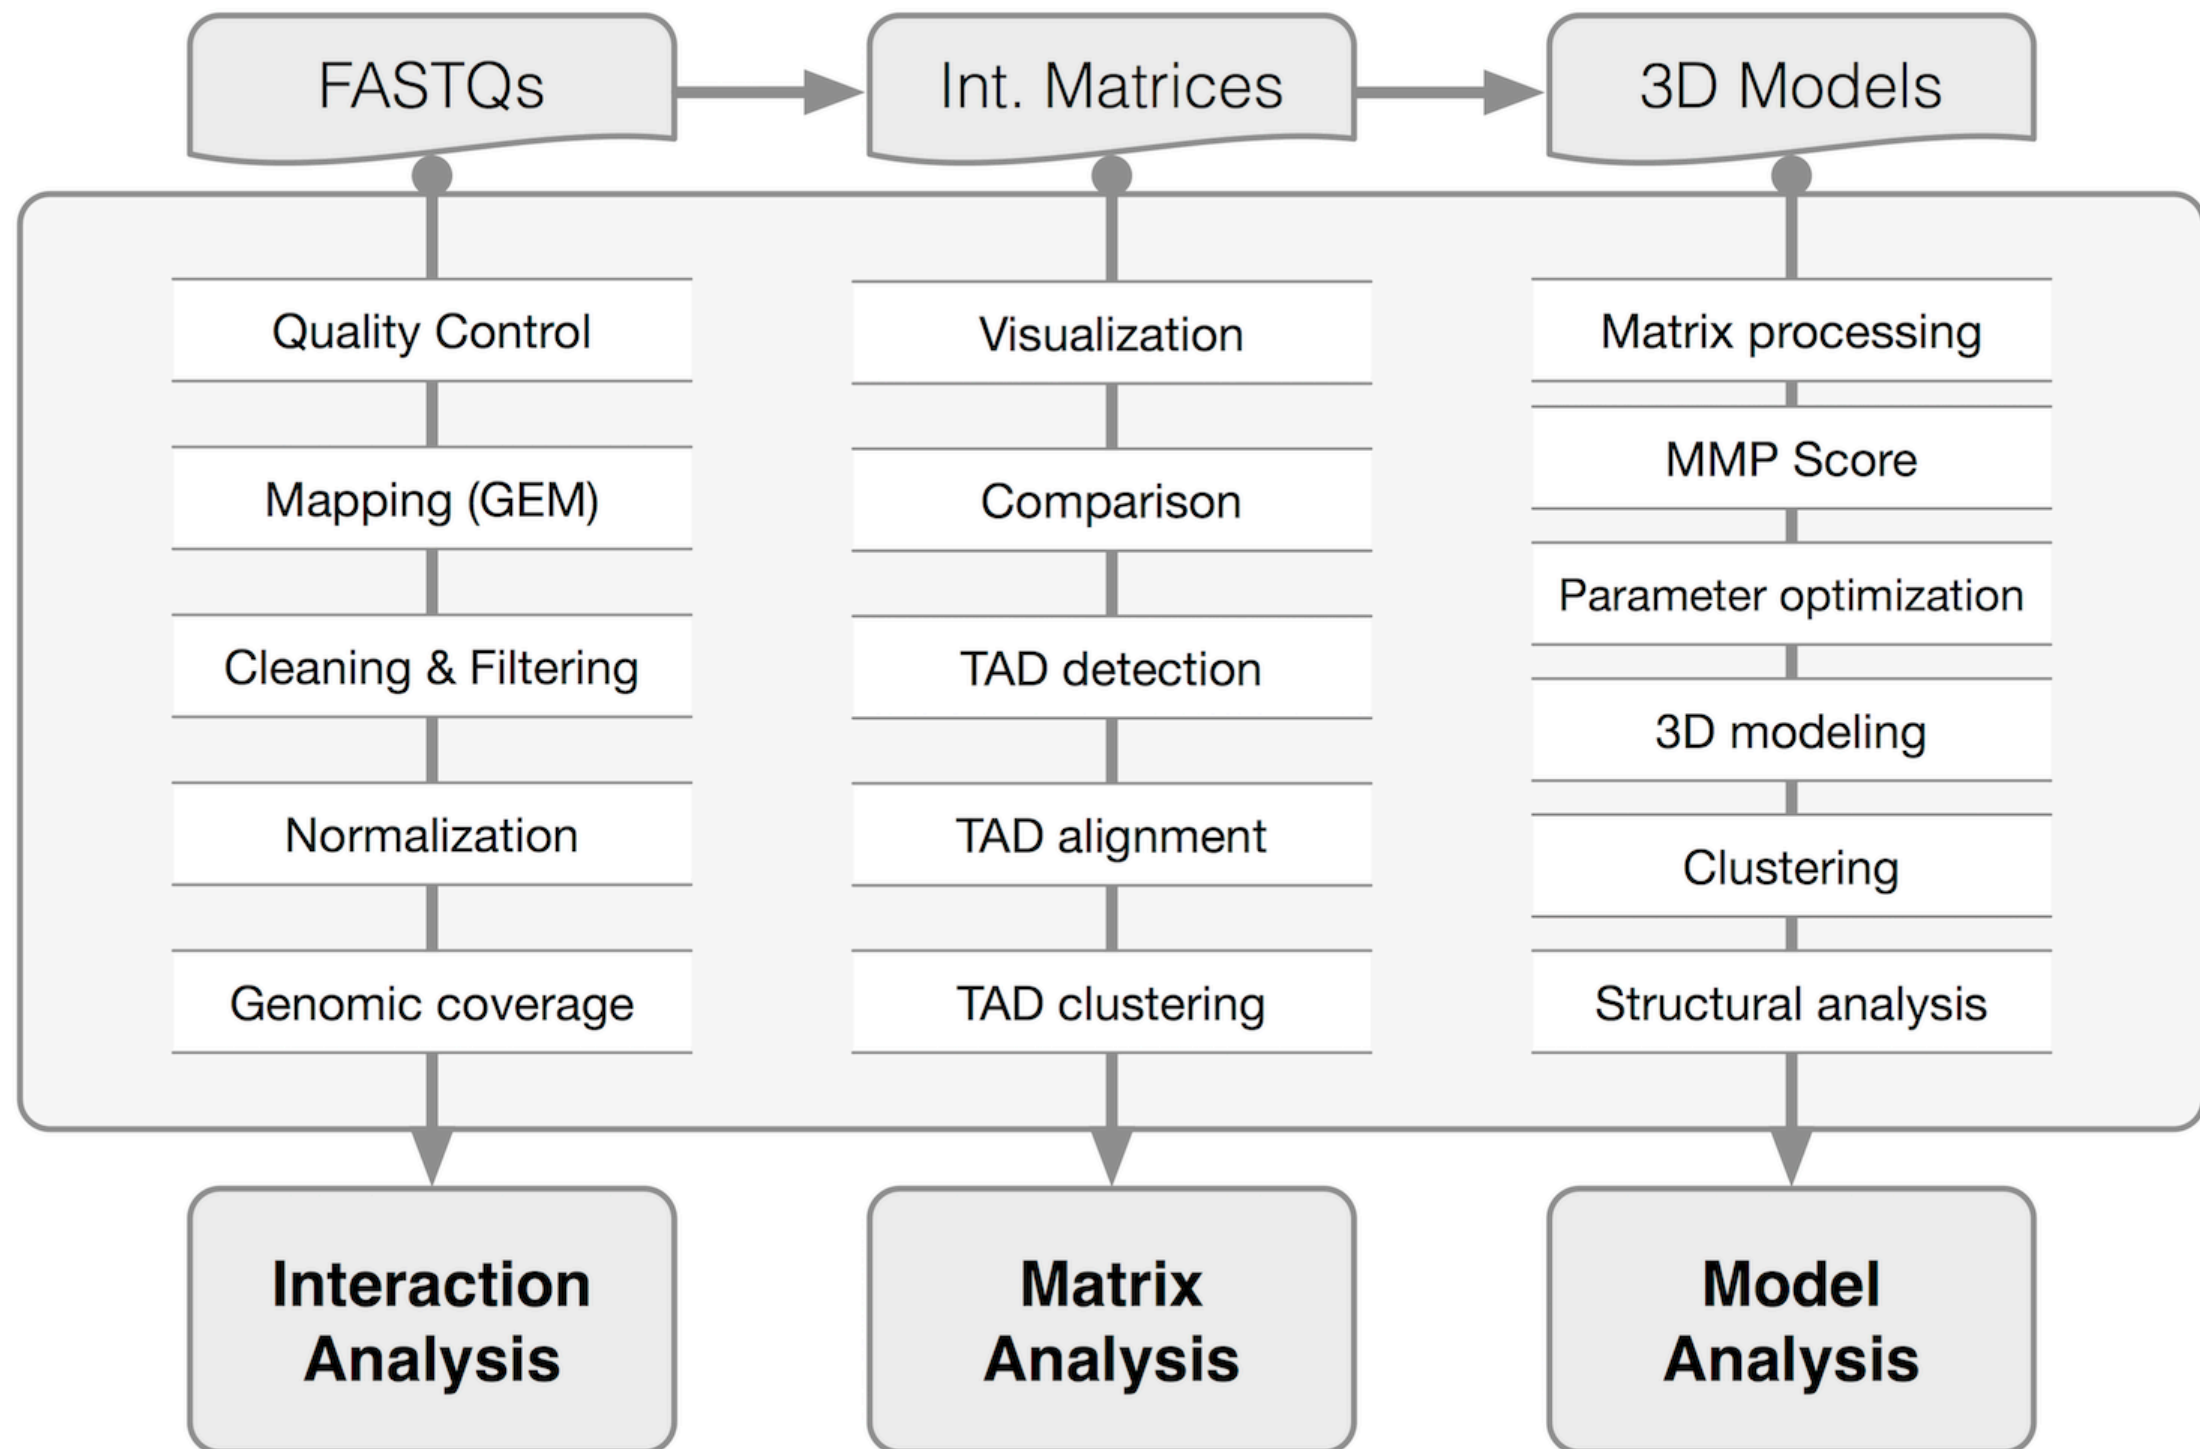 FASTQs
Int. Matrices
3D Models
Quality Control
Mapping (GEM)
Cleaning & Filtering
Normalization
Genomic coverage
Visualization
Comparison
TAD detection
TAD alignment
TAD clustering
Matrix processing
MMP Score
Parameter optimization
3D modeling
Clustering
Structural analysis
Interaction
Analysis
Matrix
Analysis
Model
Analysis